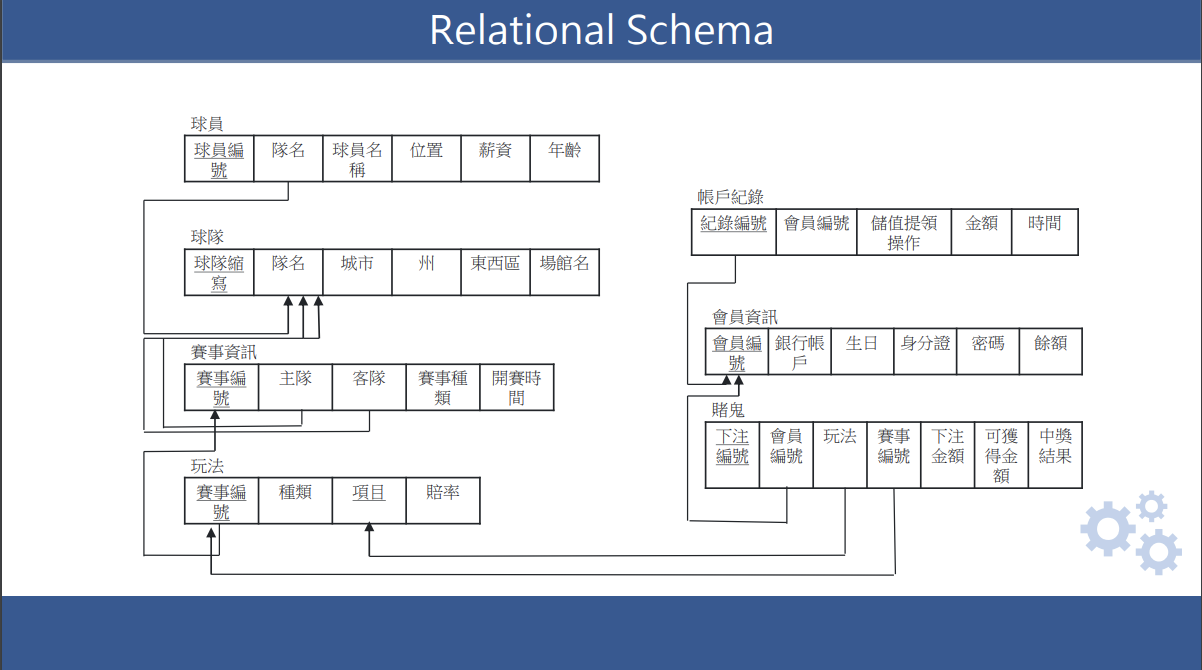 Relational Schema
球員
球員編
號
隊名
球員名
稱
位置
薪資
年齡
球隊
球隊縮
寫
隊名
城市
州
東西區
場館名
賽事資訊
賽事編
號
主隊
客隊
賽事種
類
開賽時
間
玩法
賽事編
號
種類
項目
賠率
帳戶紀錄
紀錄編號
會員編號
儲值提領
操作
金額
時間
會員資訊
會員編
號
銀行帳
戶
生日
身分證
密碼
餘額
賭鬼
下注
編號
會員
編號
玩法
賽事
編號
下注
金額
可獲
得金
額
中獎
結果